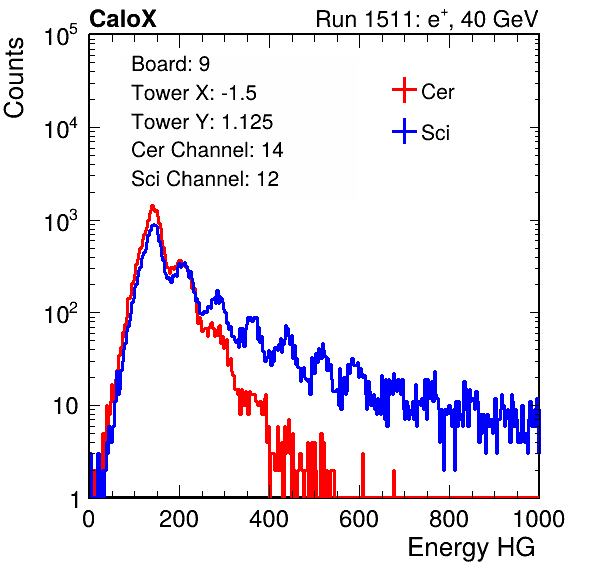 CaloX Run 1511: e⁺, 40 GeV
Counts
10⁵
10⁴
10³
10²
10
1
Board: 9
Tower X: -1.5
Tower Y: 1.125
Cer Channel: 14
Sci Channel: 12
Cer
Sci
0 200 400 600 800 1000
Energy HG